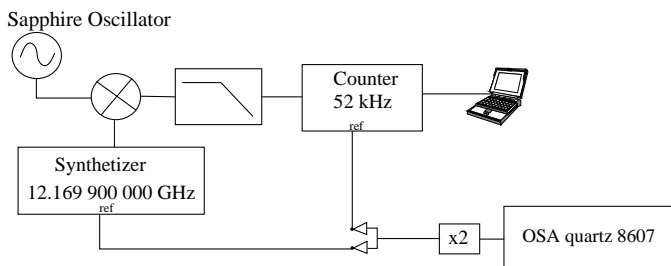 Sapphire Oscillator
Counter
52 kHz
ref
Synthetizer
12.169 900 000 GHz
ref
x2
OSA quartz 8607